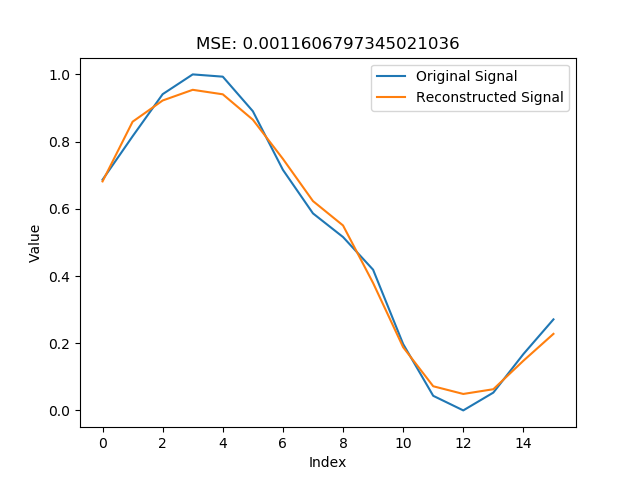 MSE: 0.0011606797345021036
Original Signal
Reconstructed Signal
1.0
0.8
0.6
0.4
0.2
0.0
Value
0 2 4 6 8 10 12 14
Index